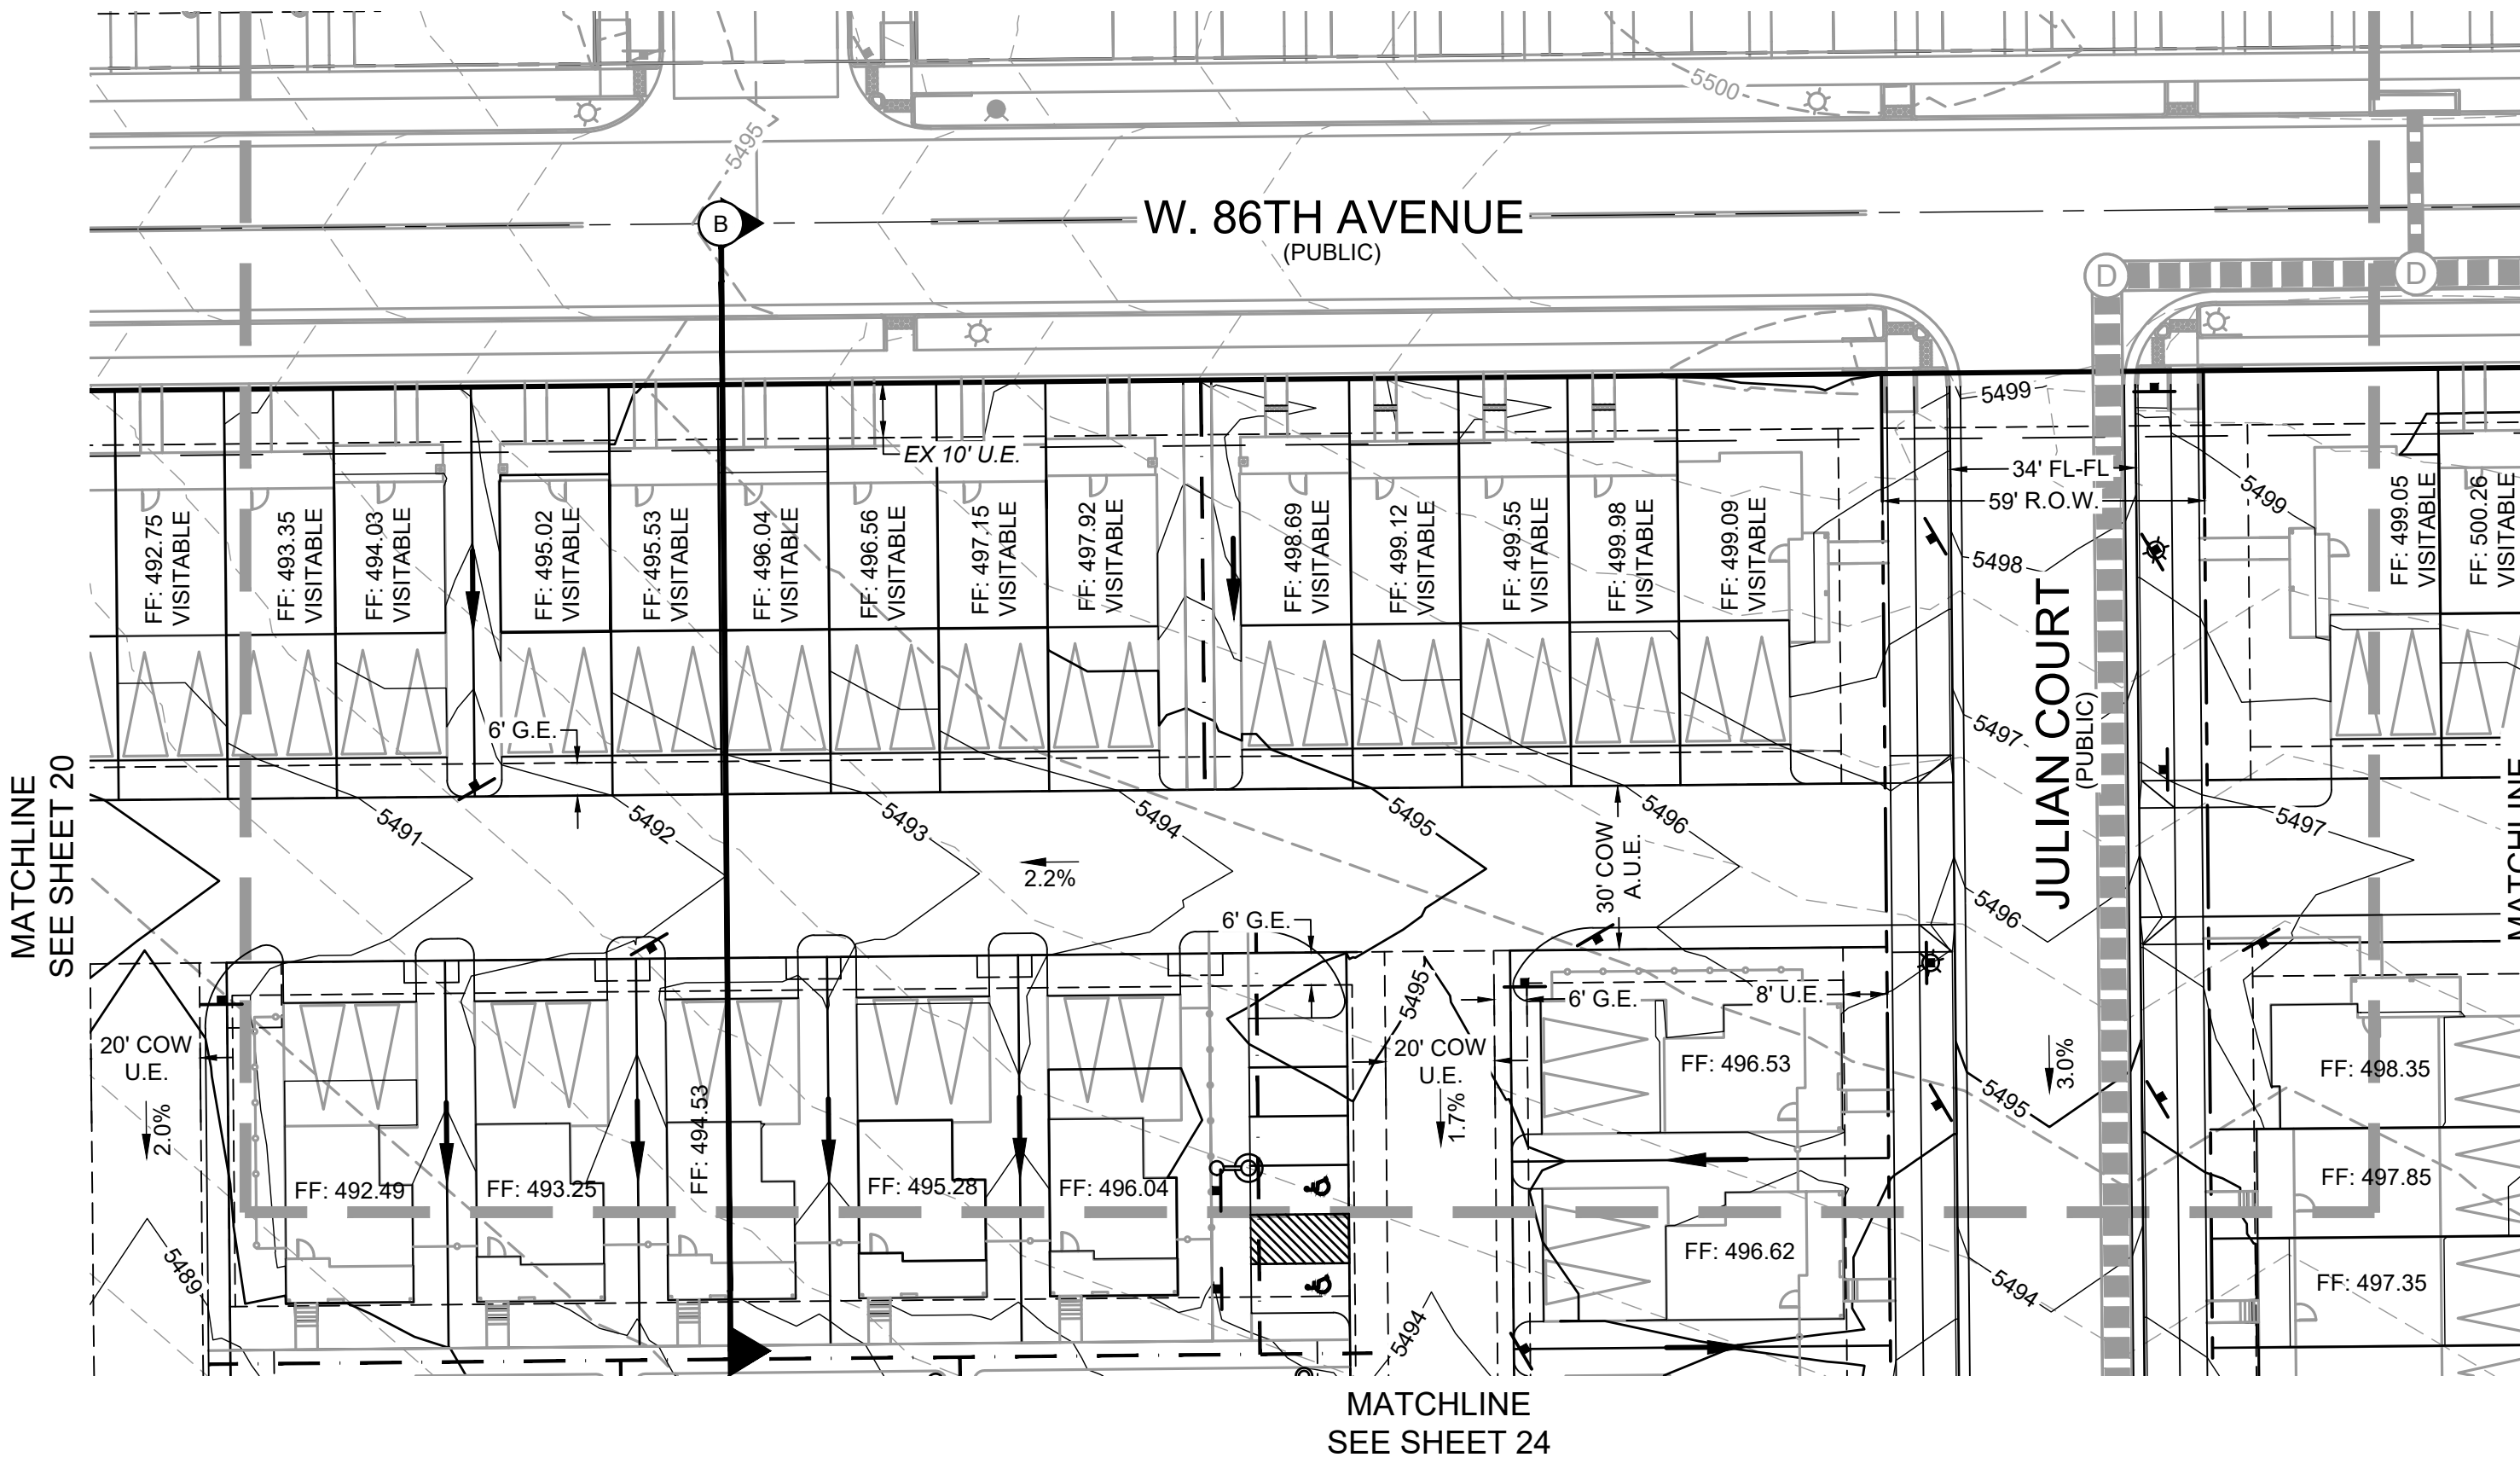 5500
5495
B
W. 86TH AVENUE
(PUBLIC)
D
D
5499
EX 10' U.E.
34' FL-FL
59' R.O.W.
5499
FF: 492.75
VISITABLE
FF: 493.35
VISITABLE
FF: 494.03
VISITABLE
FF: 495.02
VISITABLE
FF: 495.53
VISITABLE
FF: 496.04
VISITABLE
FF: 496.56
VISITABLE
FF: 497.15
VISITABLE
FF: 497.92
VISITABLE
FF: 498.69
VISITABLE
FF: 499.12
VISITABLE
FF: 499.55
VISITABLE
FF: 499.98
VISITABLE
FF: 499.09
VISITABLE
5498
FF: 499.05
VISITABLE
FF: 500.26
VISITABLE
JULIAN COURT
(PUBLIC)
6' G.E.
5497
MATCHLINE
SEE SHEET 20
5491
5492
5493
5494
5495
5496
5497
MATCHLINE
30' COW
A.U.E.
2.2%
6' G.E.
5496
5495
6' G.E.
8' U.E.
20' COW
U.E.
2.0%
20' COW
U.E.
1.7%
FF: 496.53
3.0%
5495
FF: 498.35
FF: 494.53
FF: 492.49
FF: 493.25
FF: 495.28
FF: 496.04
FF: 497.85
FF: 496.62
5489
5494
5494
FF: 497.35
MATCHLINE
SEE SHEET 24